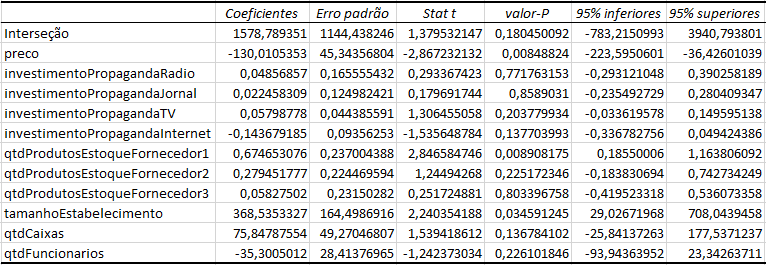 Coeficientes Erro padrão Stat t valor-P 95% inferiores 95% superiores
Interseção 1578,789351 1144,438246 1,379532147 0,180450092 -783,2150993 3940,793801
preco -130,0105353 45,34356804 -2,867232132 0,00848824 -223,5950601 -36,42601039
investimentoPropagandaRadio 0,04856857 0,165555432 0,293367423 0,771763153 -0,293121048 0,390258189
investimentoPropagandaJornal 0,022458309 0,124982421 0,179691744 0,8589031 -0,235492729 0,280409347
investimentoPropagandaTV 0,05798778 0,044385591 1,306455058 0,203779934 -0,033619578 0,149595138
investimentoPropagandaInternet -0,143679185 0,09356253 -1,535648784 0,137703993 -0,336782756 0,049424386
qtdProdutosEstoqueFornecedor1 0,674653076 0,237004388 2,846584746 0,008908175 0,18550006 1,163806092
qtdProdutosEstoqueFornecedor2 0,279451777 0,224469594 1,24494268 0,225172346 -0,183830694 0,742734249
qtdProdutosEstoqueFornecedor3 0,05827502 0,23150282 0,251724881 0,803396758 -0,419523318 0,536073358
tamanhoEstabelecimento 368,5353327 164,4986916 2,240354188 0,034591245 29,02671968 708,0439458
qtdCaixas 75,84787554 49,27046807 1,539418612 0,136784102 -25,84137263 177,5371237
qtdFuncionarios -35,3005012 28,41376965 -1,242373034 0,226101846 -93,94363952 23,34263711